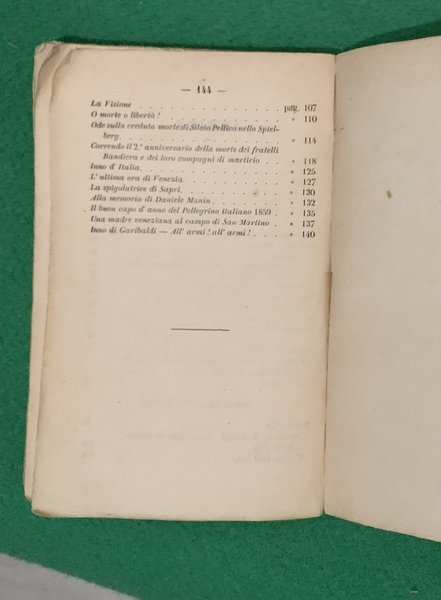 — 144 —
La Visione . . . . . . . . . . . pag. 107
O morte o libertà ! . . . . . . . . » 110
Ode sulla creduta morte di Silvio Pellico nello Spiel-
berg. . . . . . . . . . . . . » 114
Correndo il 2.° anniversario della morte dei fratelli
Bandiera e dei loro compagni di martirio . . » 118
Inno d' Italia. . . . . . . . . . » 125
L' ultima ora di Venezia. . . . . . . » 127
La spigolatrice di Sapri. . . . . . . » 130
Alla memoria di Daniele Manin . . . . . » 132
Il buon capo d' anno del Pellegrino italiano 1859 . » 135
Una madre veneziana al campo di San Martino . » 137
Inno di Garibaldi — All' armi ! all' armi ! . . . » 140